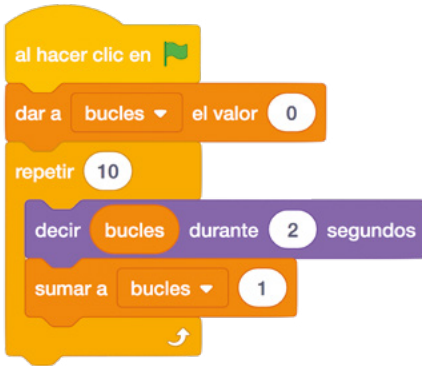 al hacer clic en
dar a bucles el valor 0
repetir 10
decir bucles durante 2 segundos
sumar a bucles 1